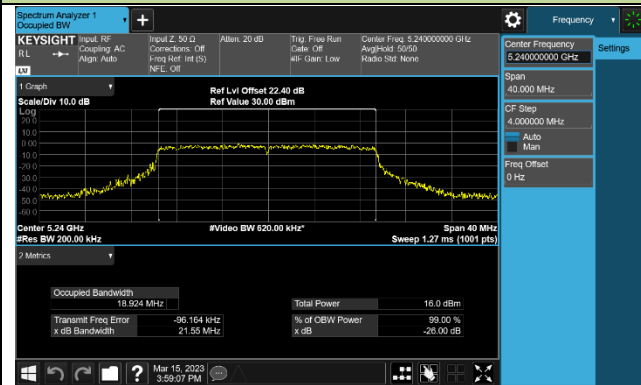 Spectrum Analyzer 1
Occupied BW
Frequency
KEYSIGHT
RL
LXI
Input: RF
Coupling: AC
Align: Auto
Input Z: 50 Ω
Corrections: Off
Freq Ref: Int (S)
NFE: Off
Atten: 20 dB
Trig: Free Run
Gate: Off
#IF Gain: Low
Center Freq: 5.240000000 GHz
Avg|Hold: 50/50
Radio Std: None
Center Frequency
5.240000000 GHz
Settings
Span
40.000 MHz
CF Step
4.000000 MHz
Auto
Man
Freq Offset
0 Hz
1 Graph
Scale/Div 10.0 dB
Ref Lvl Offset 22.40 dB
Ref Value 30.00 dBm
Log
20.0
10.0
0.00
-10.0
-20.0
-30.0
-40.0
-50.0
-60.0
Center 5.24 GHz
#Res BW 200.00 kHz
#Video BW 620.00 kHz*
Span 40 MHz
Sweep 1.27 ms (1001 pts)
2 Metrics
Occupied Bandwidth
18.924 MHz
Total Power 16.0 dBm
Transmit Freq Error -96.164 kHz
% of OBW Power 99.00 %
x dB Bandwidth 21.55 MHz
x dB -26.00 dB
Mar 15, 2023
3:59:07 PM